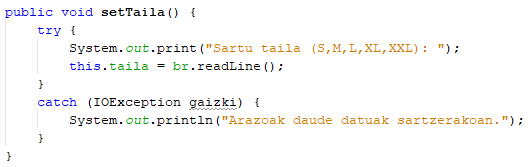 public void setTaila() {
try {
System.out.print("Sartu taila (S,M,L,XL,XXL): ");
this.taila = br.readLine();
}
catch (IOException gaizki) {
System.out.println("Arazoak daude datuak sartzerakoan.");
}
}